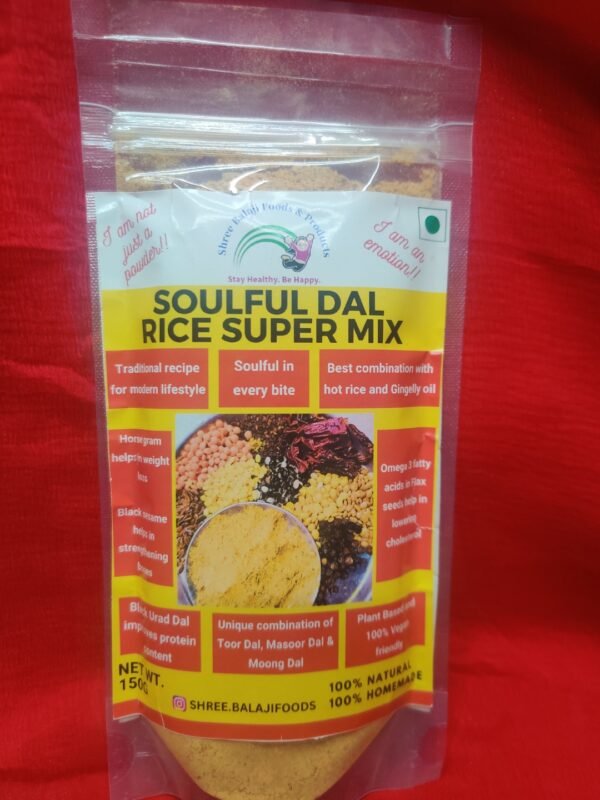 I am not
just a
powder!!
Shree Balaji Foods & Products
Stay Healthy. Be Happy.
I am an
emotion!!
SOULFUL DAL
RICE SUPER MIX
Traditional recipe
for modern lifestyle
Soulful in
every bite
Best combination with
hot rice and Gingelly oil
Horsegram
helps in weight
loss
Black sesame
helps in
strengthening
bones
Omega 3 fatty
acids in Flax
seeds help in
lowering
cholesterol
Black Urad Dal
improves protein
content
Unique combination of
Toor Dal, Masoor Dal &
Moong Dal
Plant Based and
100% Vegan
friendly
NET WT.
150G
SHREE.BALAJIFOODS
100% NATURAL
100% HOMEMADE